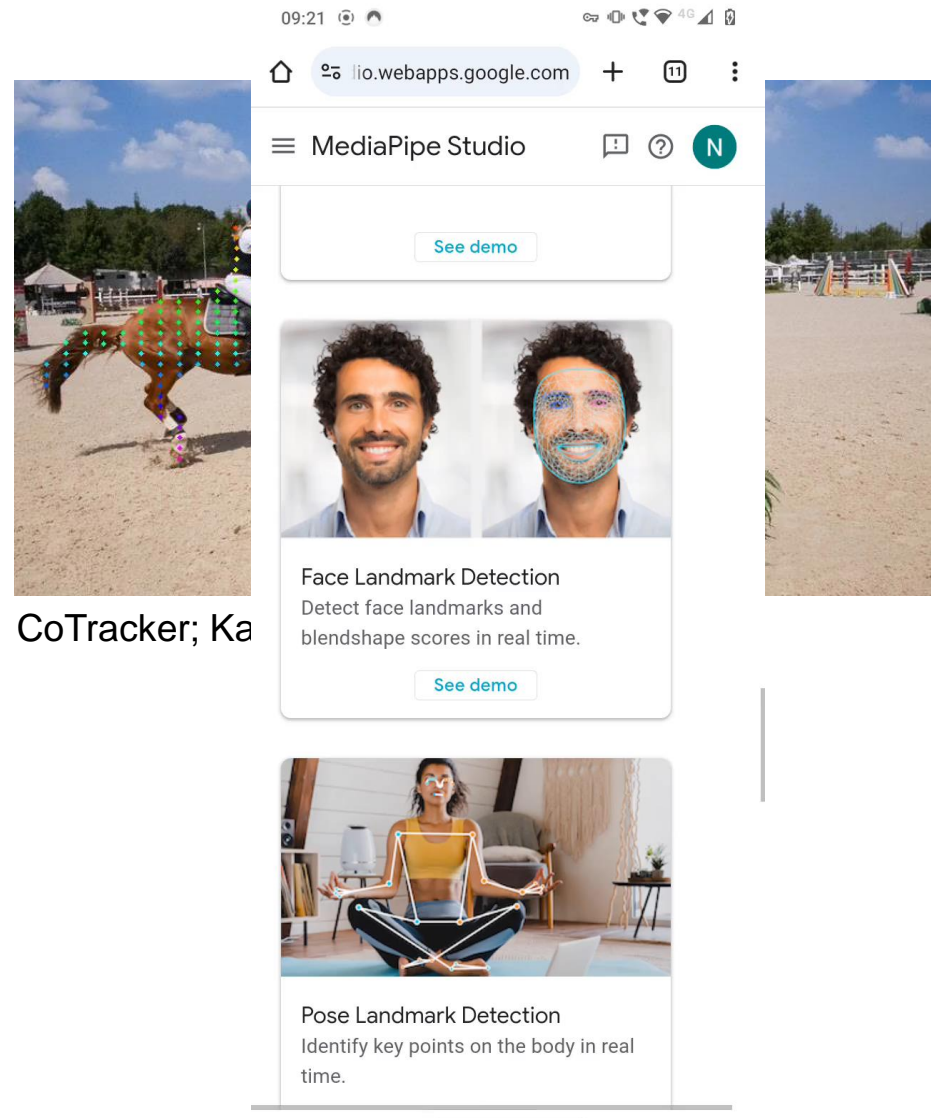 09:21
4G
lio.webapps.google.com
11
MediaPipe Studio
N
See demo
Face Landmark Detection
Detect face landmarks and
blendshape scores in real time.
See demo
CoTracker; Ka
Pose Landmark Detection
Identify key points on the body in real
time.